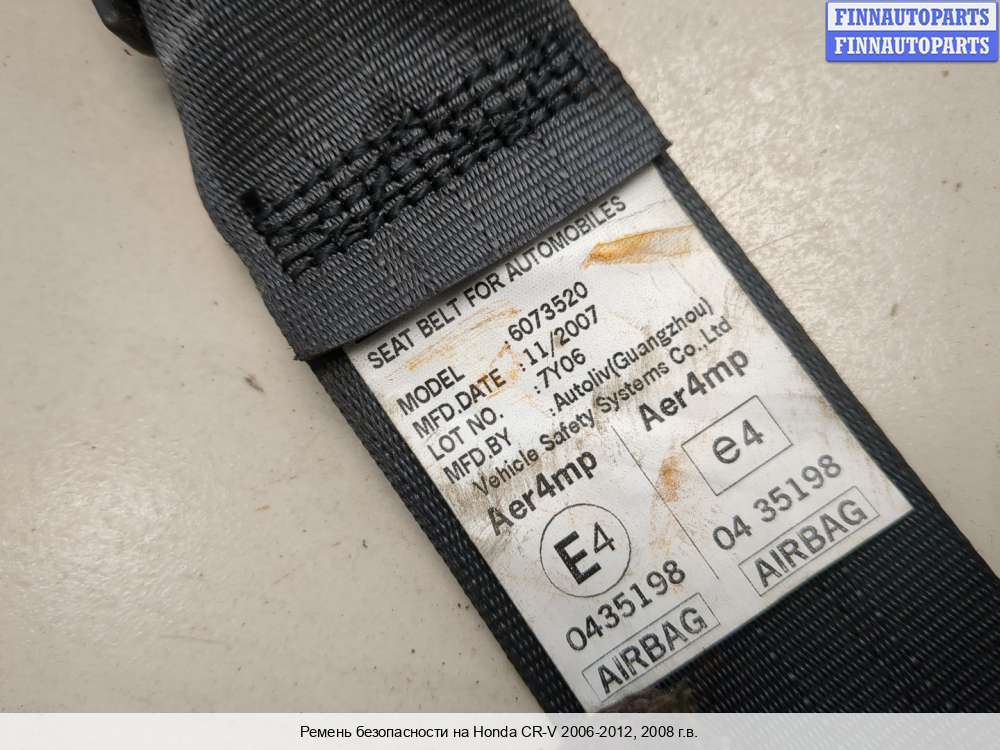 FINNAUTOPARTS
FINNAUTOPARTS
SEAT BELT FOR AUTOMOBILES
MODEL : 6073520
MFD.DATE : 11/2007
LOT NO. : 7Y06
MFD.BY : Autoliv(Guangzhou)
Vehicle Safety Systems Co.,Ltd
Aer4mp Aer4mp
E4 e4
0435198 04 35198
AIRBAG AIRBAG
Ремень безопасности на Honda CR-V 2006-2012, 2008 г.в.